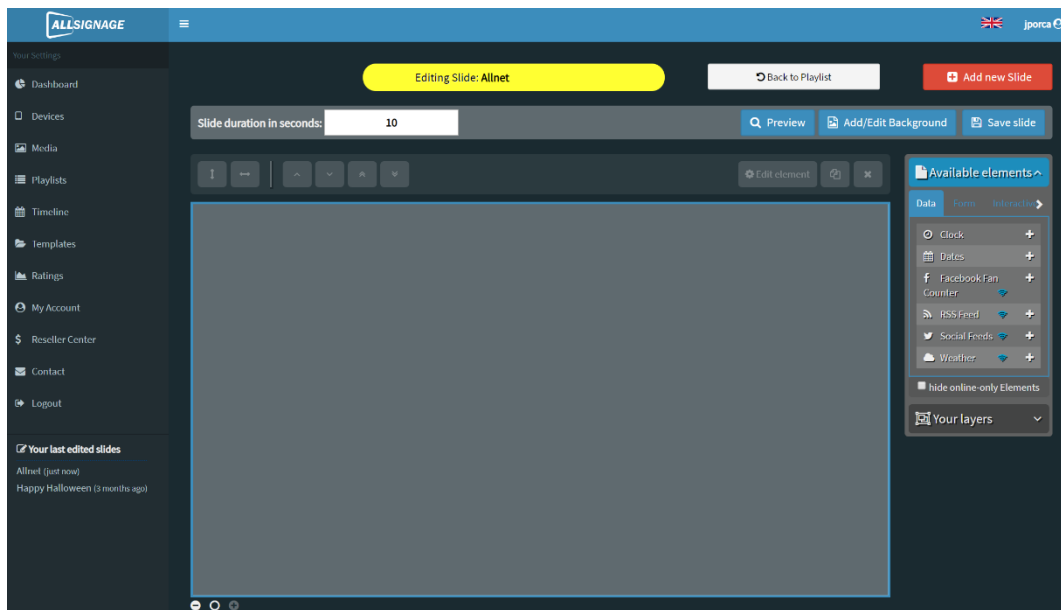 ALLSIGNAGE
jporca
Your Settings
Dashboard
Devices
Media
Playlists
Timeline
Templates
Ratings
My Account
Reseller Center
Contact
Logout
Your last edited slides
Allnet (just now)
Happy Halloween (3 months ago)
Editing Slide: Allnet
Back to Playlist
Add new Slide
Slide duration in seconds:
10
Preview
Add/Edit Background
Save slide
Edit element
Available elements
Data
Form
Interactive
Clock
Dates
Facebook Fan
Counter
RSS Feed
Social Feeds
Weather
hide online-only Elements
Your layers